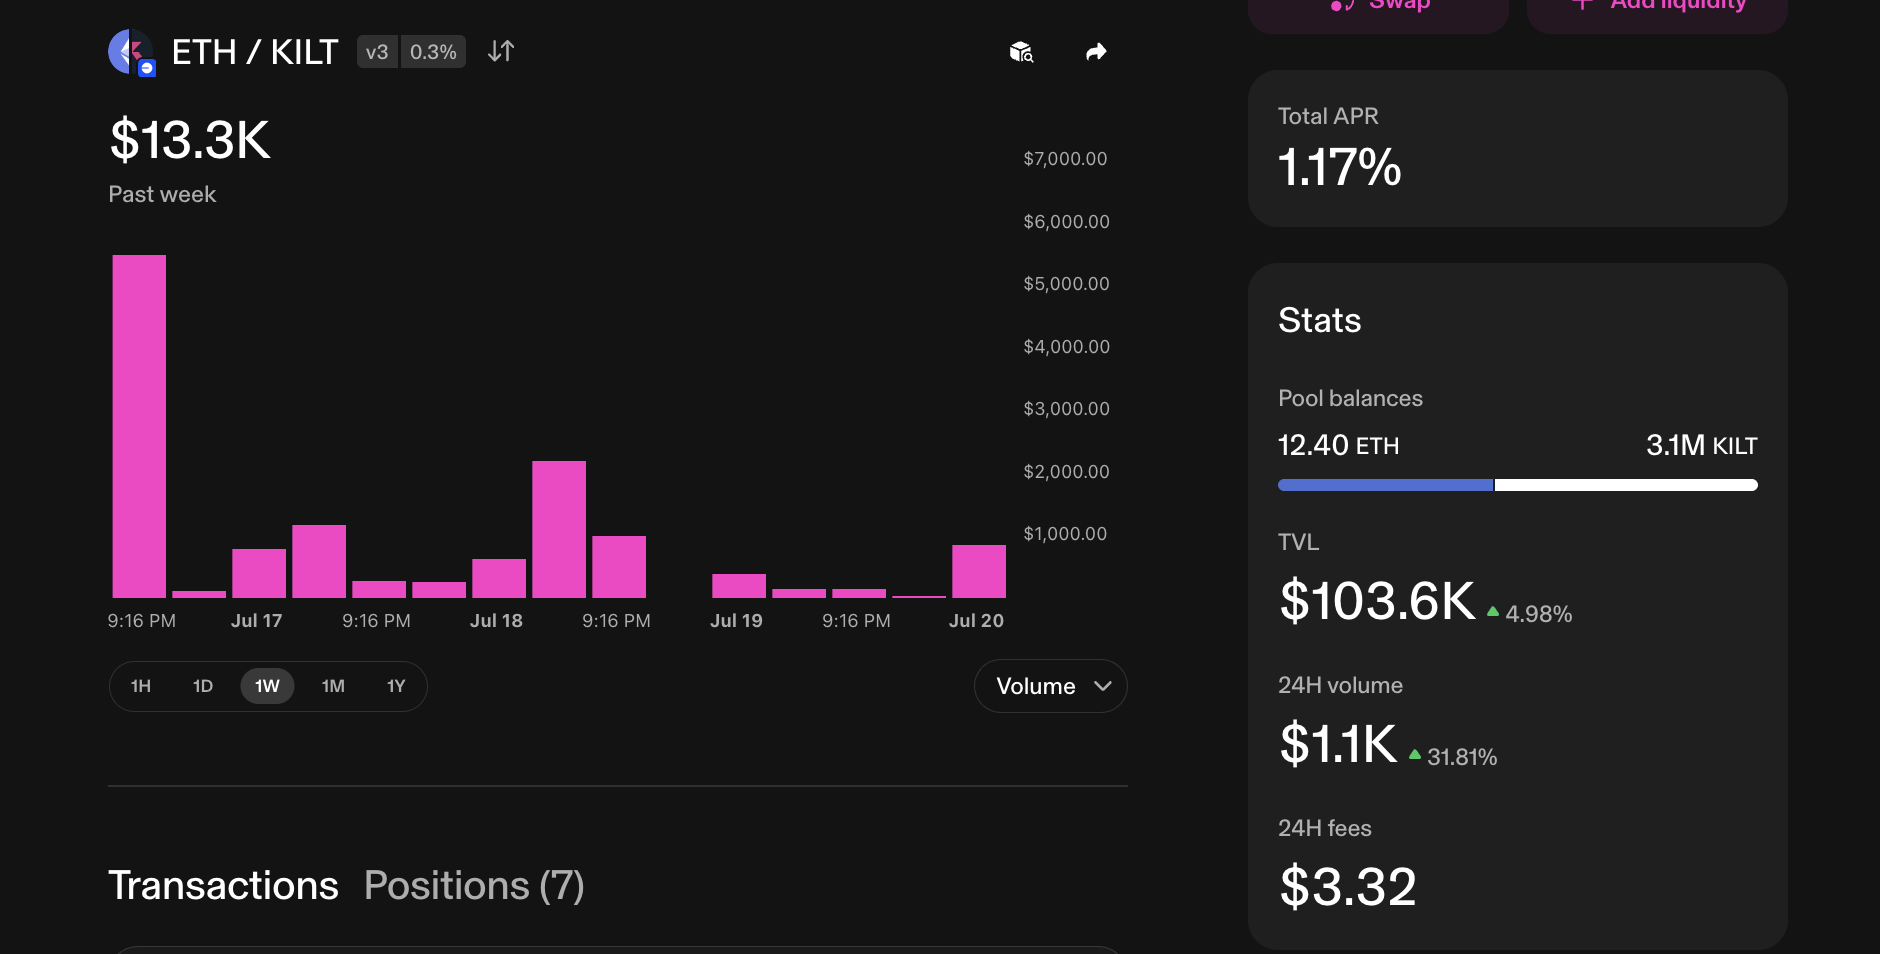 Swap
Add liquidity
ETH / KILT v3 0.3%
$13.3K
Past week
$7,000.00
$6,000.00
$5,000.00
$4,000.00
$3,000.00
$2,000.00
$1,000.00
9:16 PM Jul 17 9:16 PM Jul 18 9:16 PM Jul 19 9:16 PM Jul 20
1H 1D 1W 1M 1Y
Volume
Transactions Positions (7)
Total APR
1.17%
Stats
Pool balances
12.40 ETH 3.1M KILT
TVL
$103.6K 4.98%
24H volume
$1.1K 31.81%
24H fees
$3.32